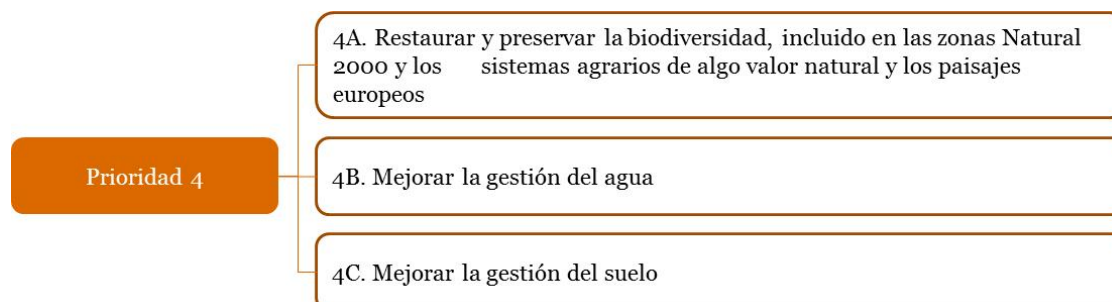 4A. Restaurar y preservar la biodiversidad, incluido en las zonas Natural
2000 y los sistemas agrarios de algo valor natural y los paisajes
europeos
Prioridad 4
4B. Mejorar la gestión del agua
4C. Mejorar la gestión del suelo